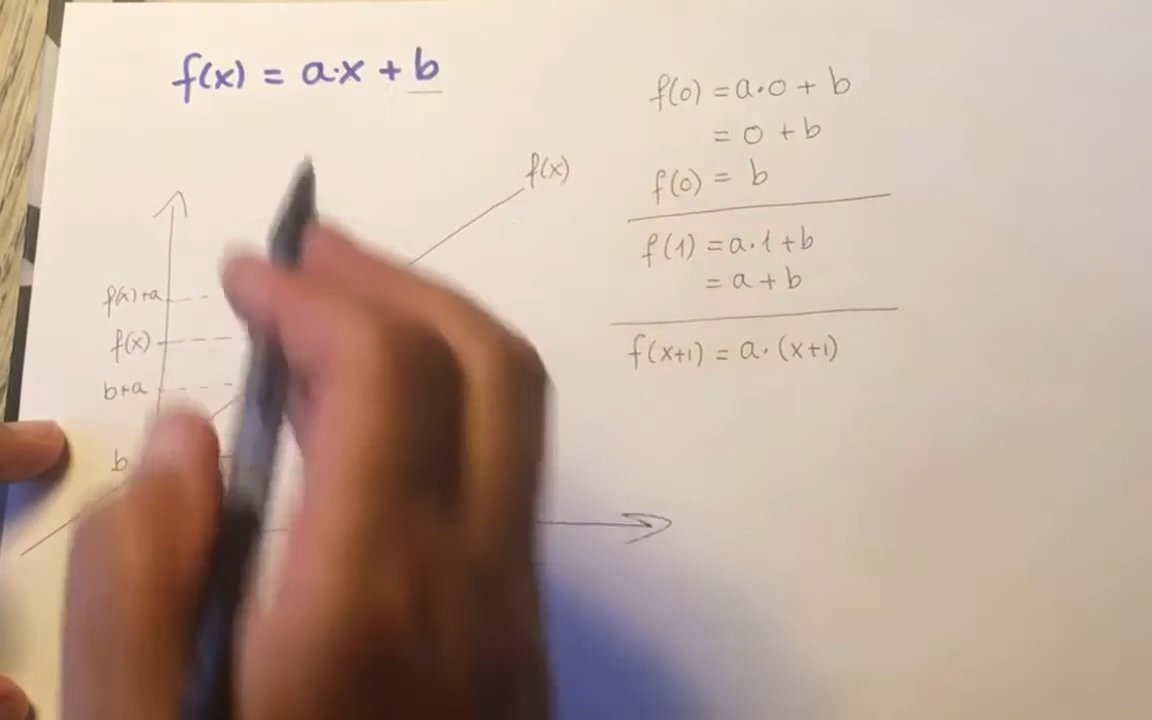 f(x) = a·x + b
f(x)
f(x)+a
f(x)
b+a
b
f(0) = a·0 + b
= 0 + b
f(0) = b
f(1) = a·1 + b
= a + b
f(x+1) = a·(x+1)